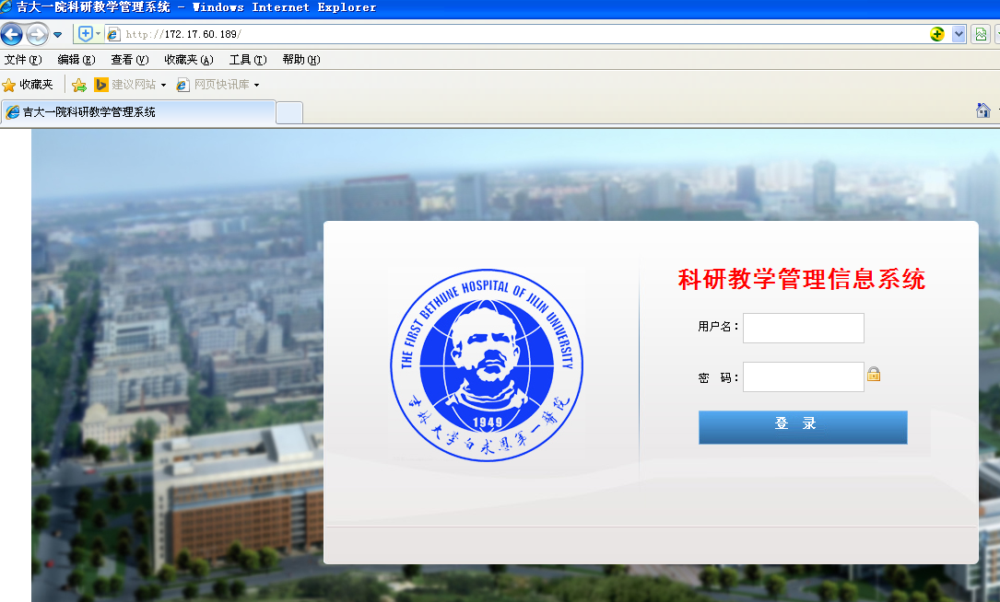 吉大一院科研教学管理系统 - Windows Internet Explorer
http://172.17.60.189/
文件(F) 编辑(E) 查看(V) 收藏夹(A) 工具(T) 帮助(H)
收藏夹 建议网站 网页快讯库
吉大一院科研教学管理系统
THE FIRST BETHUNE HOSPITAL OF JILIN UNIVERSITY
1949
吉林大学白求恩第一醫院
科研教学管理信息系统
用户名：
密 码：
登 录